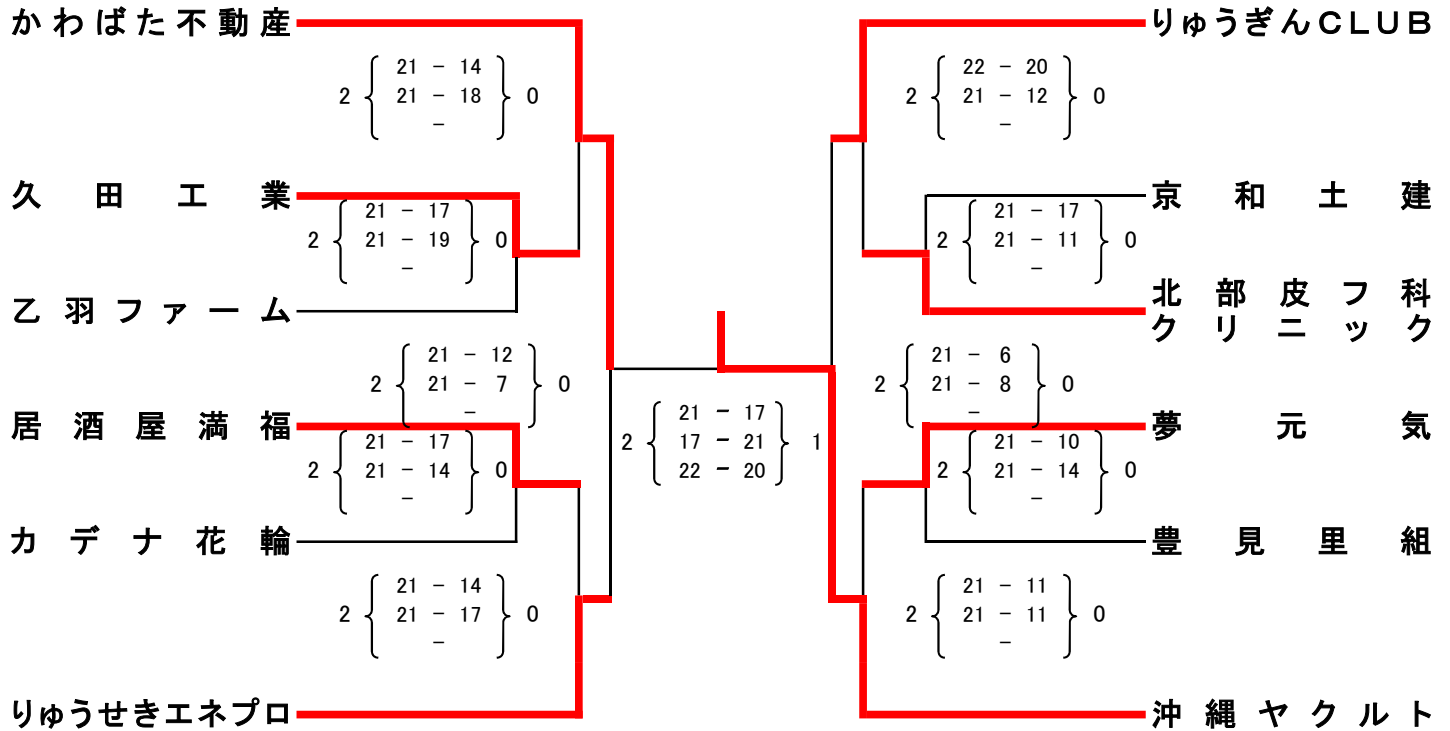 かわばた不動産
りゅうぎんCLUB
21 － 14
2 { 21 － 18 } 0
－
22 － 20
2 { 21 － 12 } 0
－
久田工業
京和土建
21 － 17
2 { 21 － 19 } 0
－
21 － 17
2 { 21 － 11 } 0
－
乙羽ファーム
北部皮フ科
クリニック
21 － 12
2 { 21 － 7 } 0
－
21 － 6
2 { 21 － 8 } 0
－
居酒屋満福
夢元気
21 － 17
2 { 17 － 21 } 1
22 － 20
21 － 17
2 { 21 － 14 } 0
－
21 － 10
2 { 21 － 14 } 0
－
カデナ花輪
豊見里組
21 － 14
2 { 21 － 17 } 0
－
21 － 11
2 { 21 － 11 } 0
－
りゅうせきエネプロ
沖縄ヤクルト